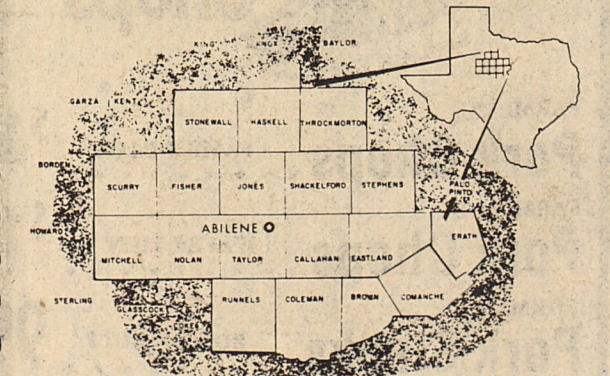 KING KNOX BAYLOR
GARZA KENT
STONEWALL HASKELL THROCKMORTON
BORDEN
SCURRY FISHER JONES SHACKELFORD STEPHENS PALO
PINTO
HOWARD ABILENE ERATH
MITCHELL NOLAN TAYLOR CALLAHAN EASTLAND
STERLING GLASSCOCK COKE RUNNELS COLEMAN BROWN COMANCHE